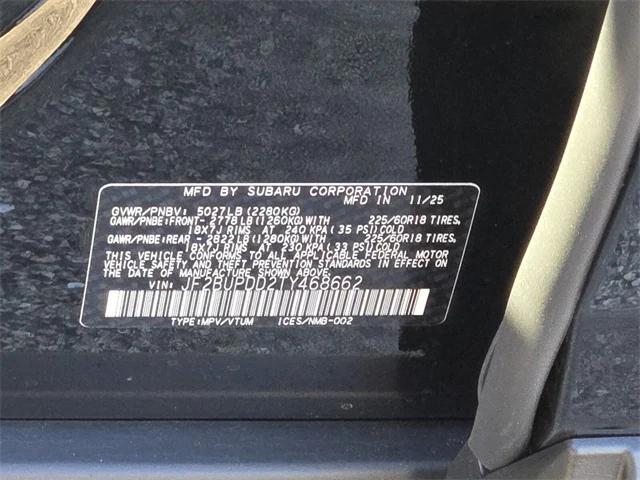 MFD BY SUBARU CORPORATION
MFD IN 11/25
GVWR/PNBV: 5027LB(2280KG)
GAWR/PNBE:FRONT- 2778LB(1260KG)WITH 225/60R18 TIRES,
18X7J RIMS AT 240 KPA( 35 PSI)COLD
GAWR/PNBE:REAR - 2822LB(1280KG)WITH 225/60R18 TIRES,
18X7J RIMS AT 230 KPA( 33 PSI)COLD
THIS VEHICLE CONFORMS TO ALL APPLICABLE FEDERAL MOTOR
VEHICLE SAFETY AND THEFT PREVENTION STANDARDS IN EFFECT ON THE
DATE OF MANUFACTURE SHOWN ABOVE.
VIN: JF2BUPDD2TY468662
TYPE:MPV/VTUM ICES/NMB-002